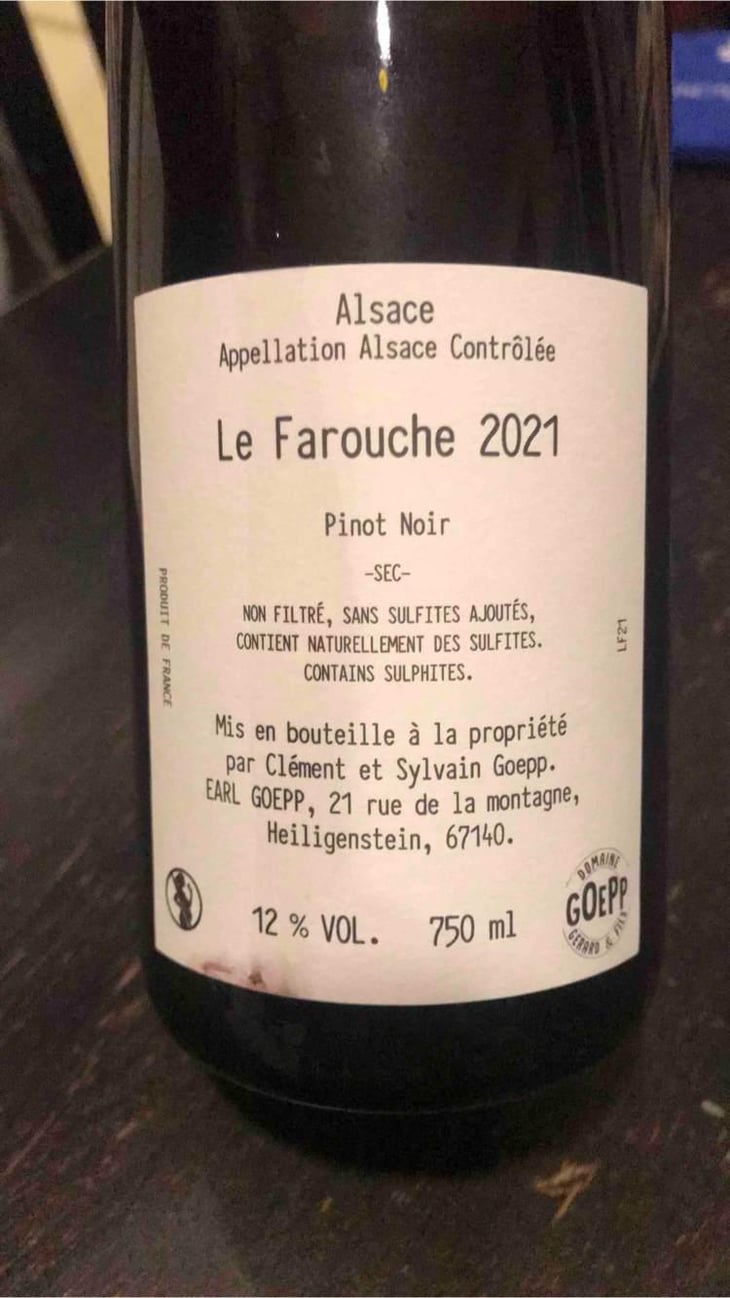 Alsace
Appellation Alsace Contrôlée
Le Farouche 2021
Pinot Noir
-SEC-
NON FILTRÉ, SANS SULFITES AJOUTÉS,
CONTIENT NATURELLEMENT DES SULFITES.
CONTAINS SULPHITES.
PRODUIT DE FRANCE
LF21
Mis en bouteille à la propriété
par Clément et Sylvain Goepp.
EARL GOEPP, 21 rue de la montagne,
Heiligenstein, 67140.
12 % VOL. 750 ml
DOMAINE
GOEPP
GERARD & FILS